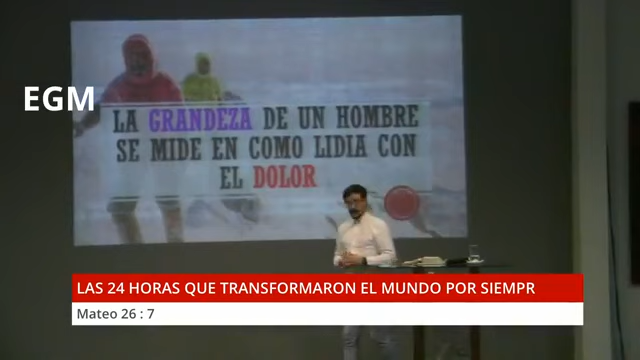 EGM
LA GRANDEZA DE UN HOMBRE
SE MIDE EN COMO LIDIA CON
EL DOLOR
LAS 24 HORAS QUE TRANSFORMARON EL MUNDO POR SIEMPR
Mateo 26 : 7